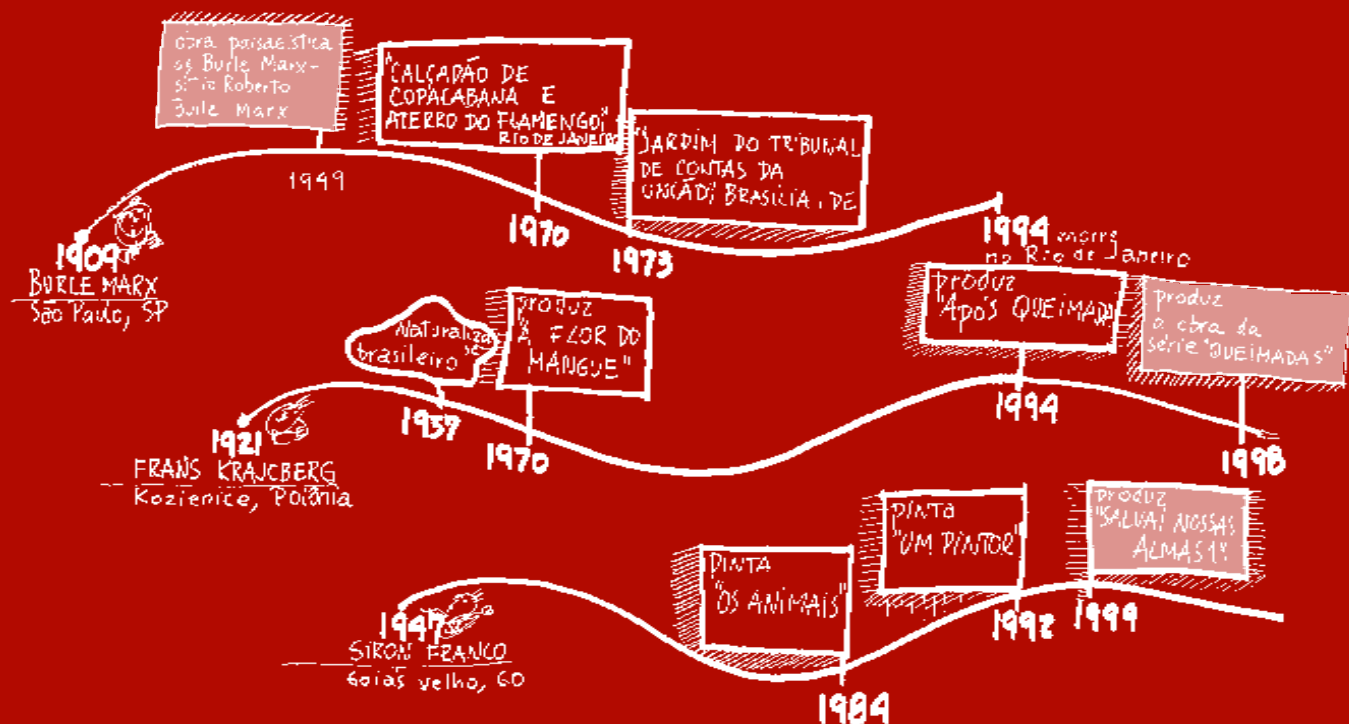 obra paisagística
de Burle Marx-
sítio Roberto
Burle Marx
1949
"CALÇADÃO DE
COPACABANA E
ATERRO DO FLAMENGO",
RIO DE JANEIRO
1970
"JARDIM DO TRIBUNAL
DE CONTAS DA
UNIÃO", BRASÍLIA, DF
1973
1994 morre
no Rio de Janeiro
1909
BURLE MARX
São Paulo, SP
Naturaliza-se
brasileiro
1957
produz
"A FLOR DO
MANGUE"
1970
produz
"Após QUEIMADA"
1994
produz
a obra da
série "QUEIMADAS"
1998
1921
FRANS KRAJCBERG
Kozienice, Polônia
PINTA
"OS ANIMAIS"
1984
PINTA
"UM PINTOR"
1992
produz
"SALVAI NOSSAS
ALMAS 1".
1999
1947
SIRON FRANCO
Goiás velho, GO